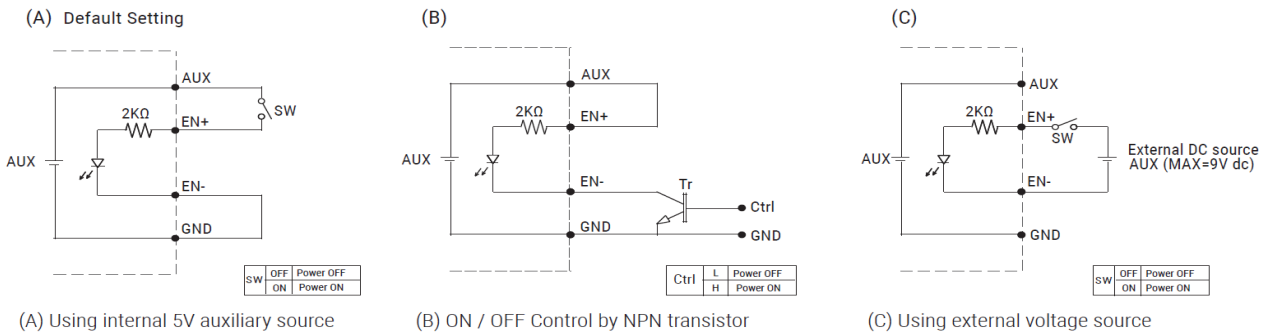 (A) Default Setting
AUX
SW
2KΩ
EN+
AUX
EN-
GND
SW OFF Power OFF
ON Power ON
(A) Using internal 5V auxiliary source
(B)
AUX
2KΩ
EN+
AUX
EN-
Tr
Ctrl
GND
GND
Ctrl L Power OFF
H Power ON
(B) ON / OFF Control by NPN transistor
(C)
AUX
2KΩ
EN+
SW
AUX
External DC source
AUX (MAX=9V dc)
EN-
GND
SW OFF Power OFF
ON Power ON
(C) Using external voltage source